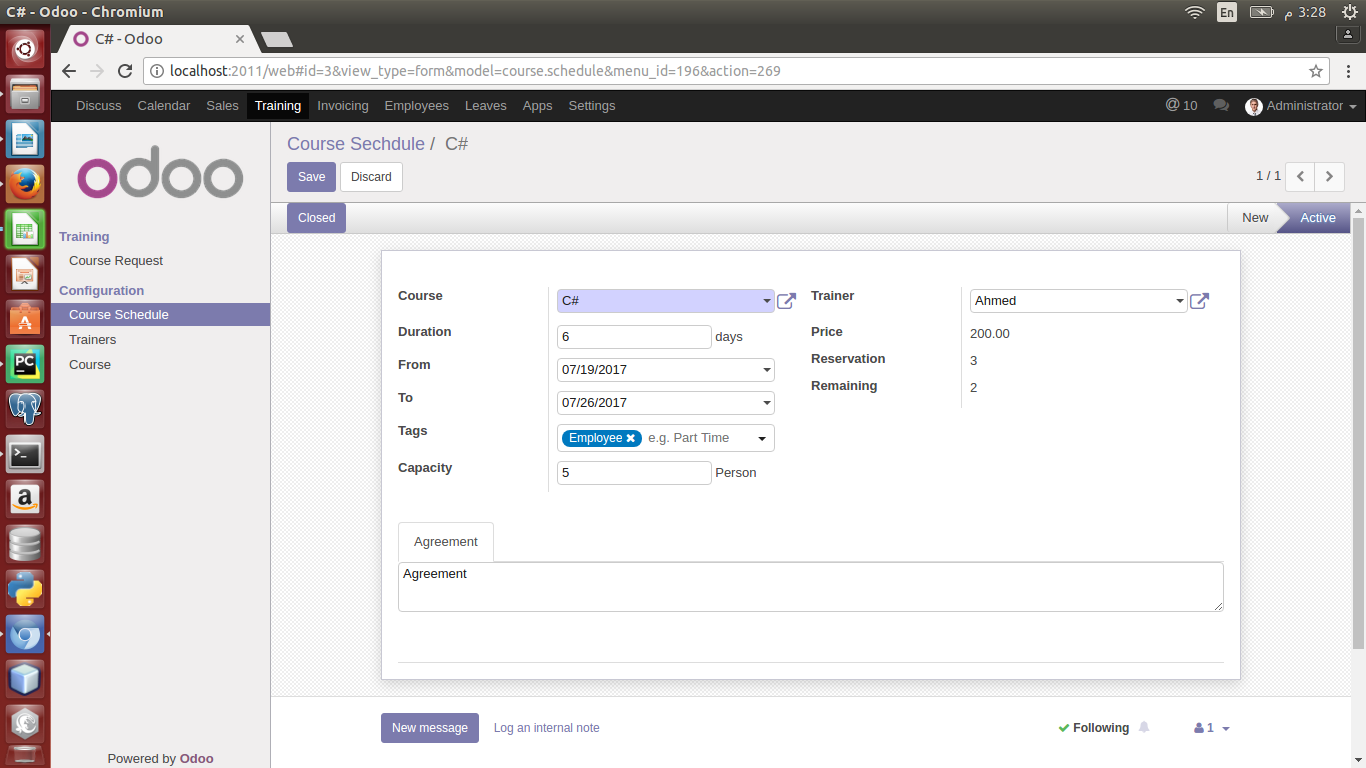 C# - Odoo - Chromium
En
3:28 م
C# - Odoo
localhost:2011/web#id=3&view_type=form&model=course.schedule&menu_id=196&action=269
Discuss Calendar Sales Training Invoicing Employees Leaves Apps Settings
@ 10
Administrator
odoo
Course Sechdule / C#
Save Discard
1 / 1
Closed
New Active
Training
Course Request
Configuration
Course Schedule
Trainers
Course
Course C#
Duration 6 days
From 07/19/2017
To 07/26/2017
Tags Employee e.g. Part Time
Capacity 5 Person
Trainer Ahmed
Price 200.00
Reservation 3
Remaining 2
Agreement
Agreement
New message Log an internal note
Following
1
Powered by Odoo
PC
a